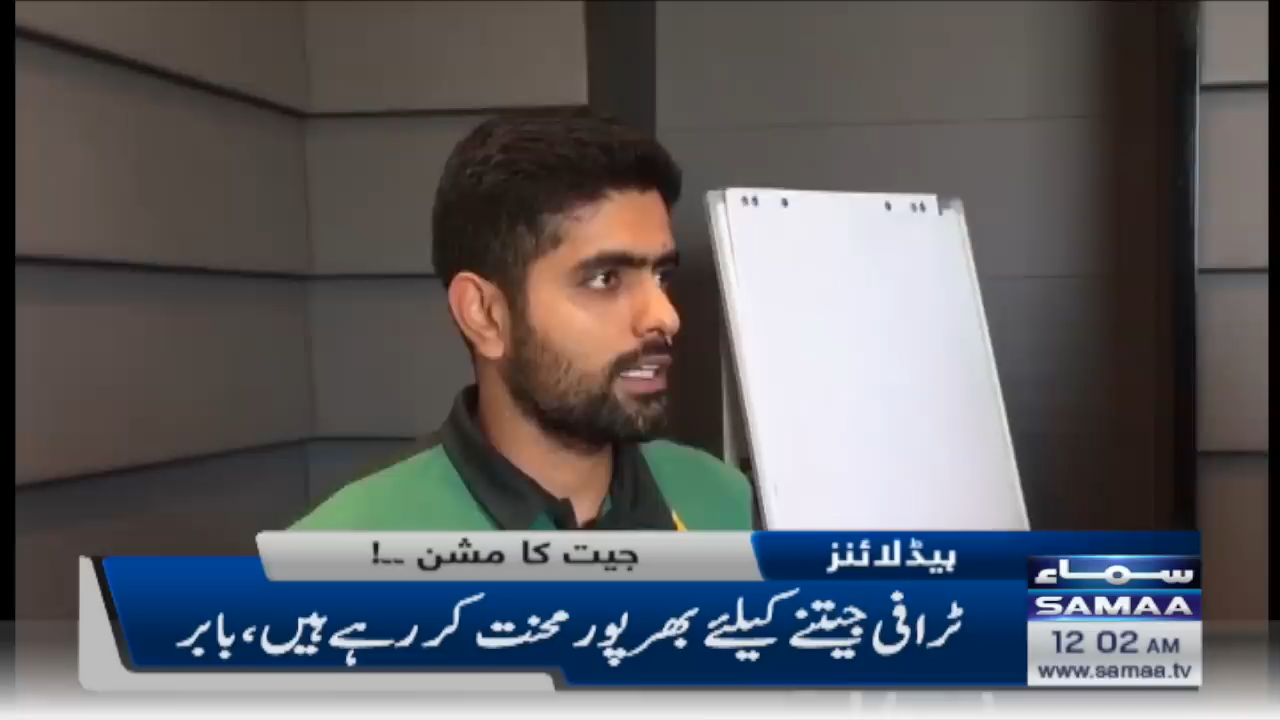 جیت کا مشن ..!
ہیڈلائنز
ٹرافی جیتنے کیلئے بھرپور محنت کر رہے ہیں، بابر
سماء
SAMAA
12 02 AM
www.samaa.tv